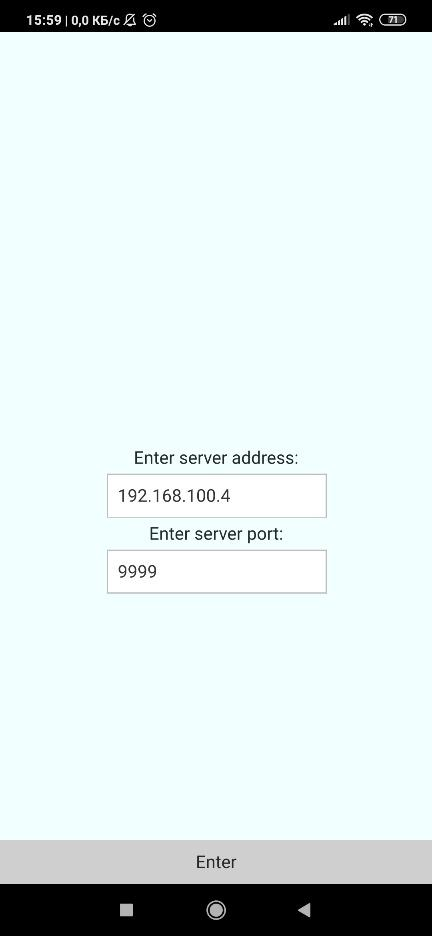 15:59 | 0,0 КБ/с
71
Enter server address:
192.168.100.4
Enter server port:
9999
Enter